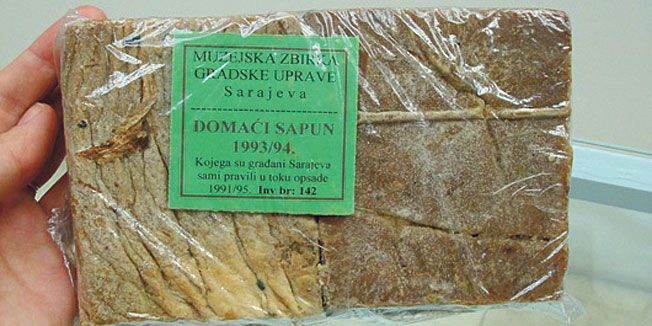 MUZEJSKA ZBIRKA
GRADSKE UPRAVE
Sarajeva
DOMAĆI SAPUN
1993/94.
Kojega su građani Sarajeva
sami pravili u toku opsade
1991/95. Inv br: 142